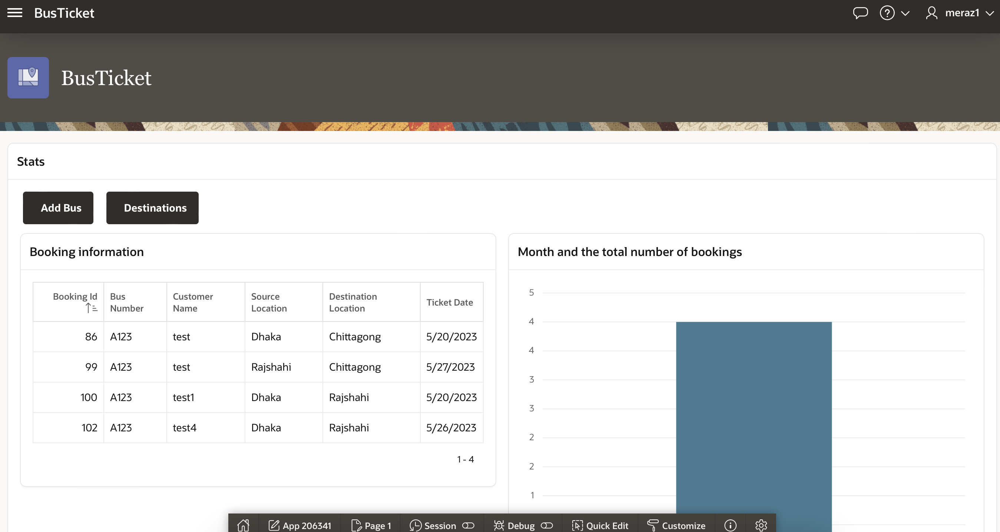 BusTicket
meraz1
BusTicket
Stats
Add Bus
Destinations
Booking information
Booking Id
Bus Number
Customer Name
Source Location
Destination Location
Ticket Date
86 A123 test Dhaka Chittagong 5/20/2023
99 A123 test Rajshahi Chittagong 5/27/2023
100 A123 test1 Dhaka Rajshahi 5/20/2023
102 A123 test4 Dhaka Rajshahi 5/26/2023
1 - 4
Month and the total number of bookings
5
4
4
3
3
2
2
1
App 206341
Page 1
Session
Debug
Quick Edit
Customize